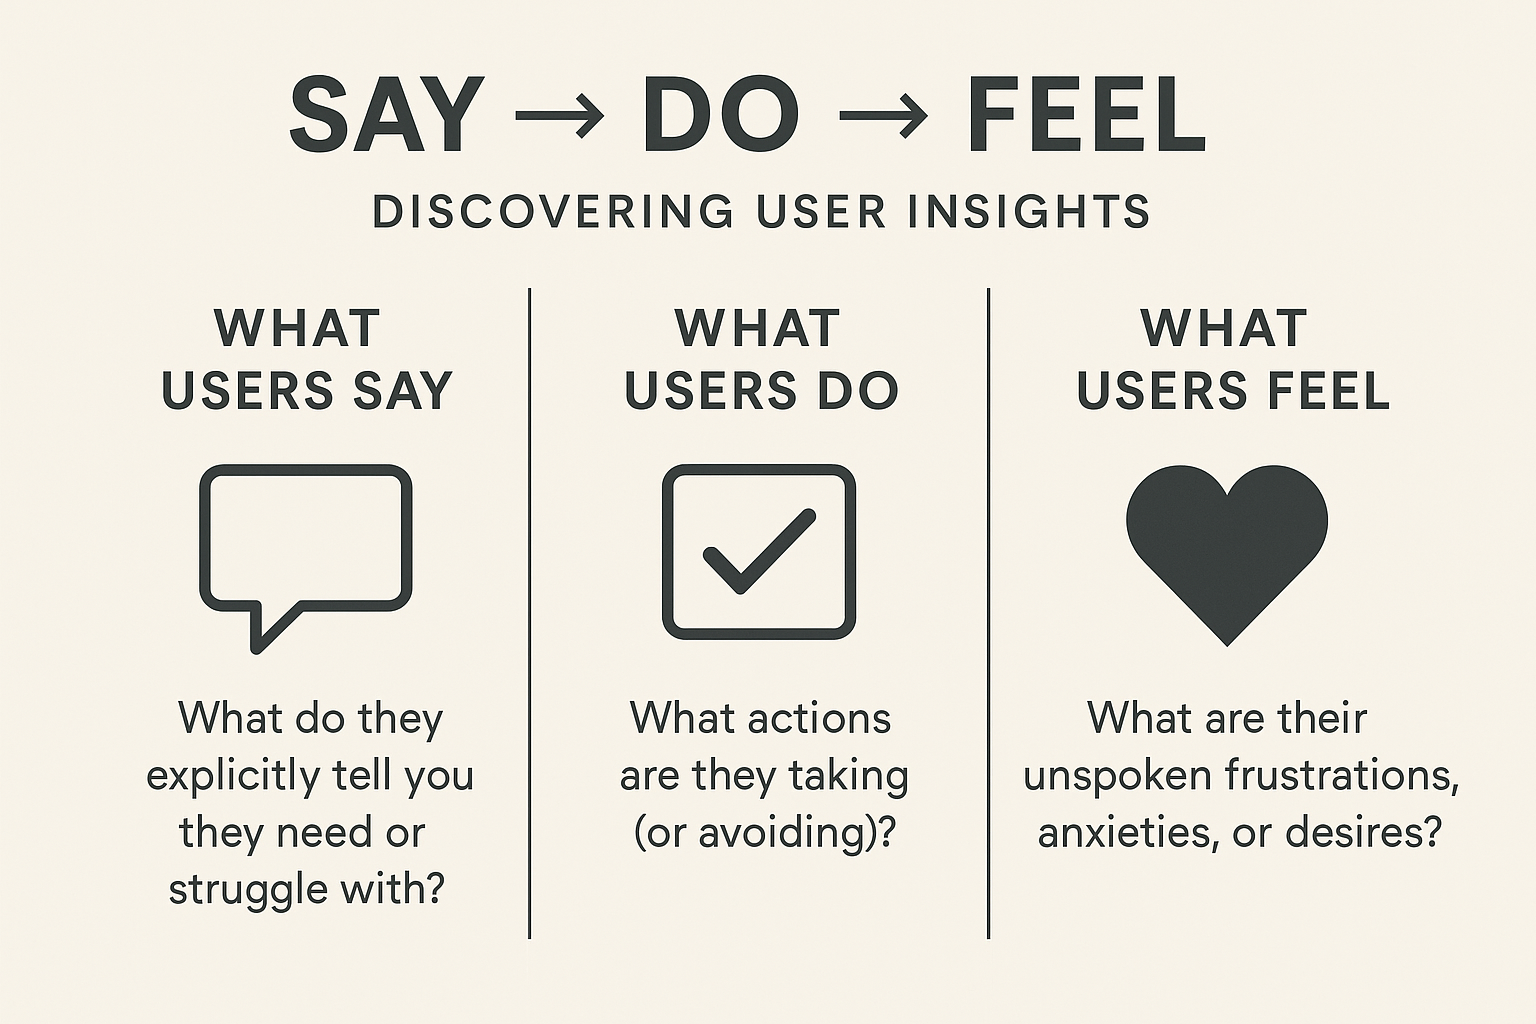 SAY → DO → FEEL
DISCOVERING USER INSIGHTS
WHAT
USERS SAY
What do they
explicitly tell you
they need or
struggle with?
WHAT
USERS DO
What actions
are they taking
(or avoiding)?
WHAT
USERS FEEL
What are their
unspoken frustrations,
anxieties, or desires?